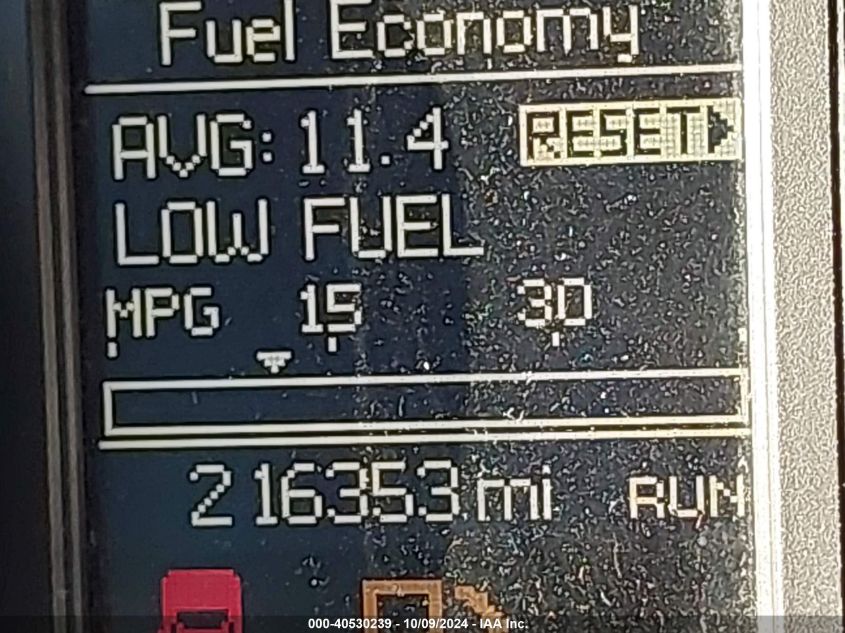 Fuel Economy
AVG: 11.4 RESET
LOW FUEL
MPG 15 30
216353 mi RUN
000-40530239 - 10/09/2024 - IAA Inc.